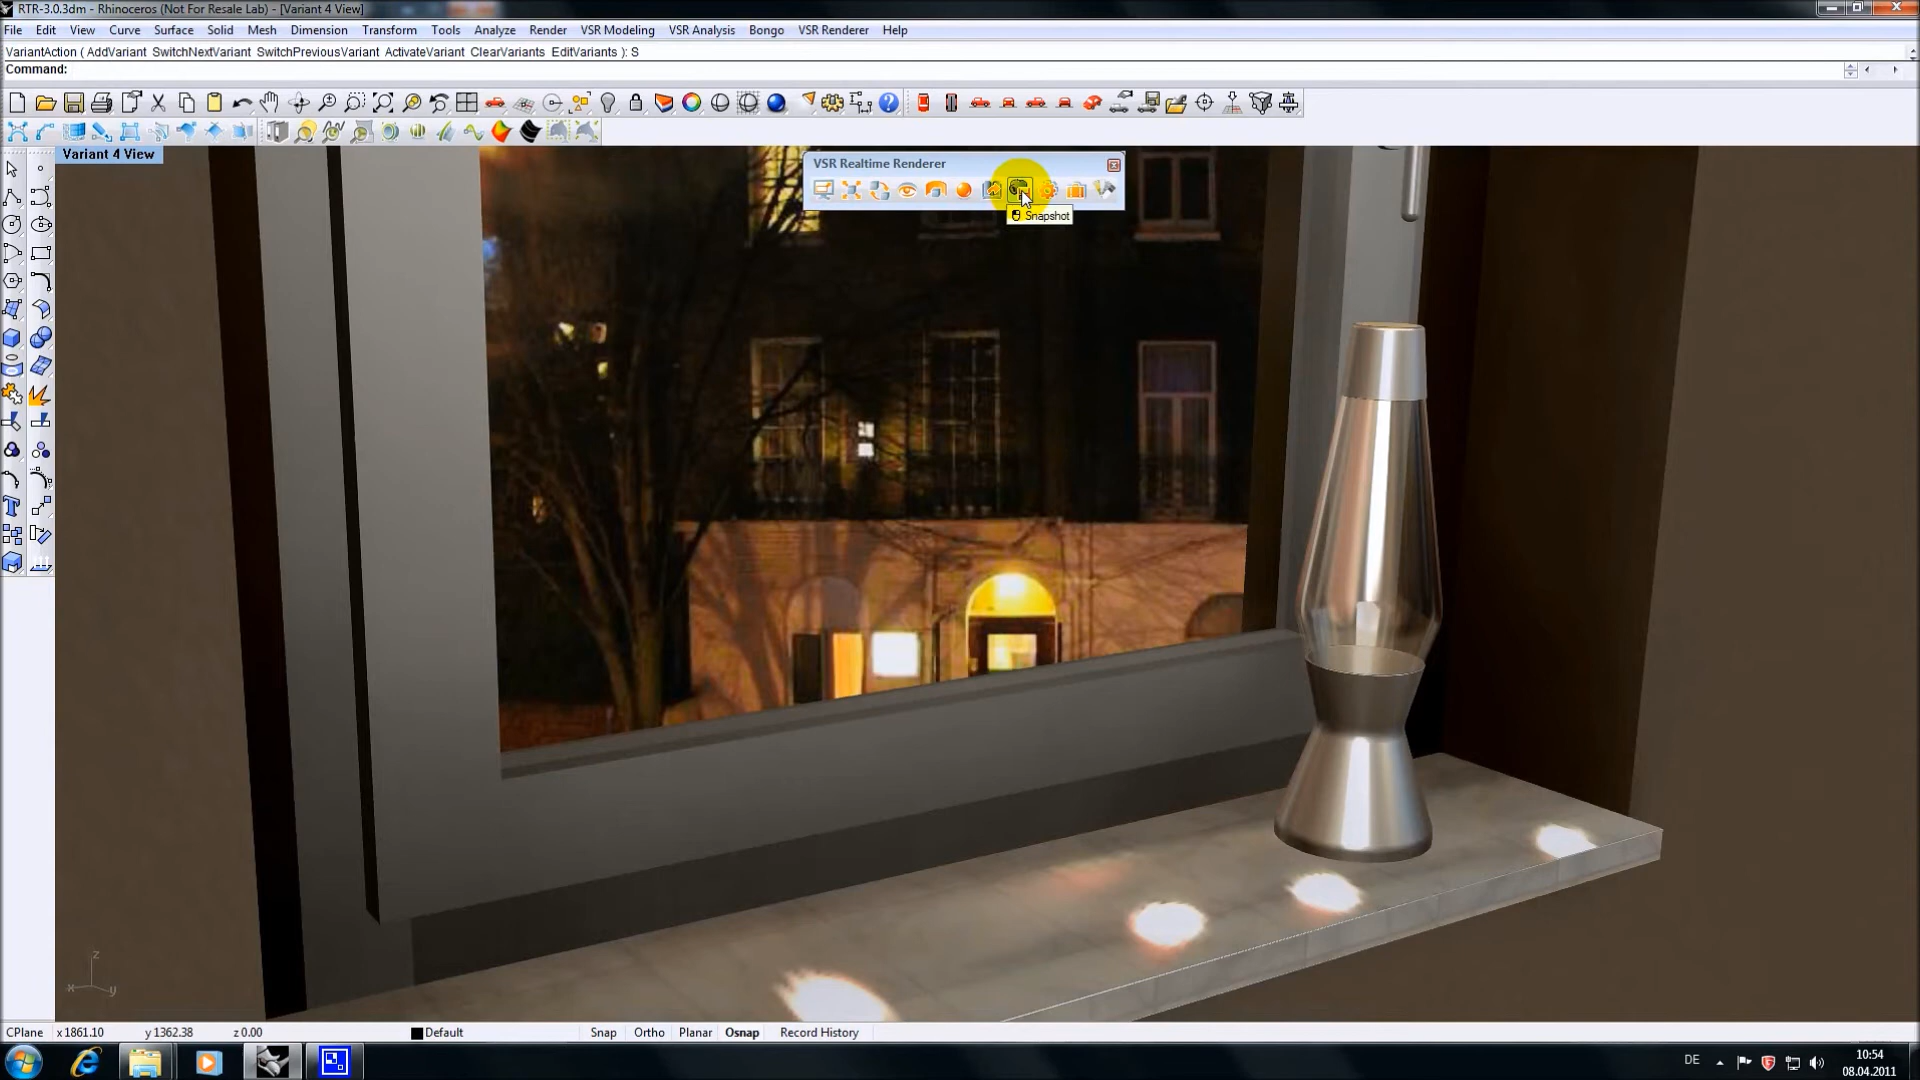 RTR-3.0.3dm - Rhinoceros (Not For Resale Lab) - [Variant 4 View]
File Edit View Curve Surface Solid Mesh Dimension Transform Tools Analyze Render VSR Modeling VSR Analysis Bongo VSR Renderer Help
VariantAction ( AddVariant SwitchNextVariant SwitchPreviousVariant ActivateVariant ClearVariants EditVariants ): S
Command:
Variant 4 View
VSR Realtime Renderer
Snapshot
z
x y
CPlane x 1861.10 y 1362.38 z 0.00 Default Snap Ortho Planar Osnap Record History
DE 10:54
08.04.2011